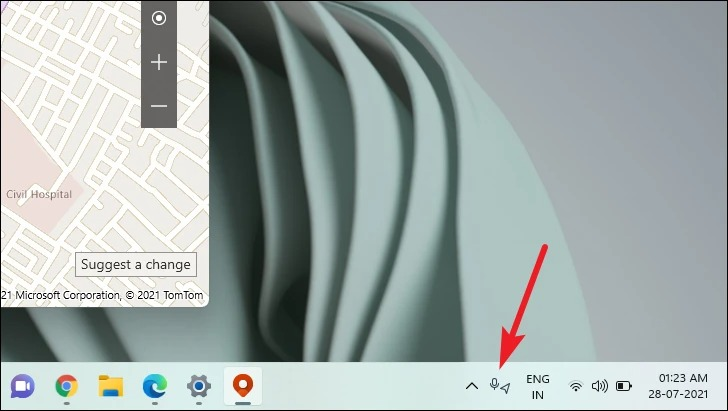 Civil Hospital
Suggest a change
21 Microsoft Corporation, © 2021 TomTom
ENG
IN
01:23 AM
28-07-2021